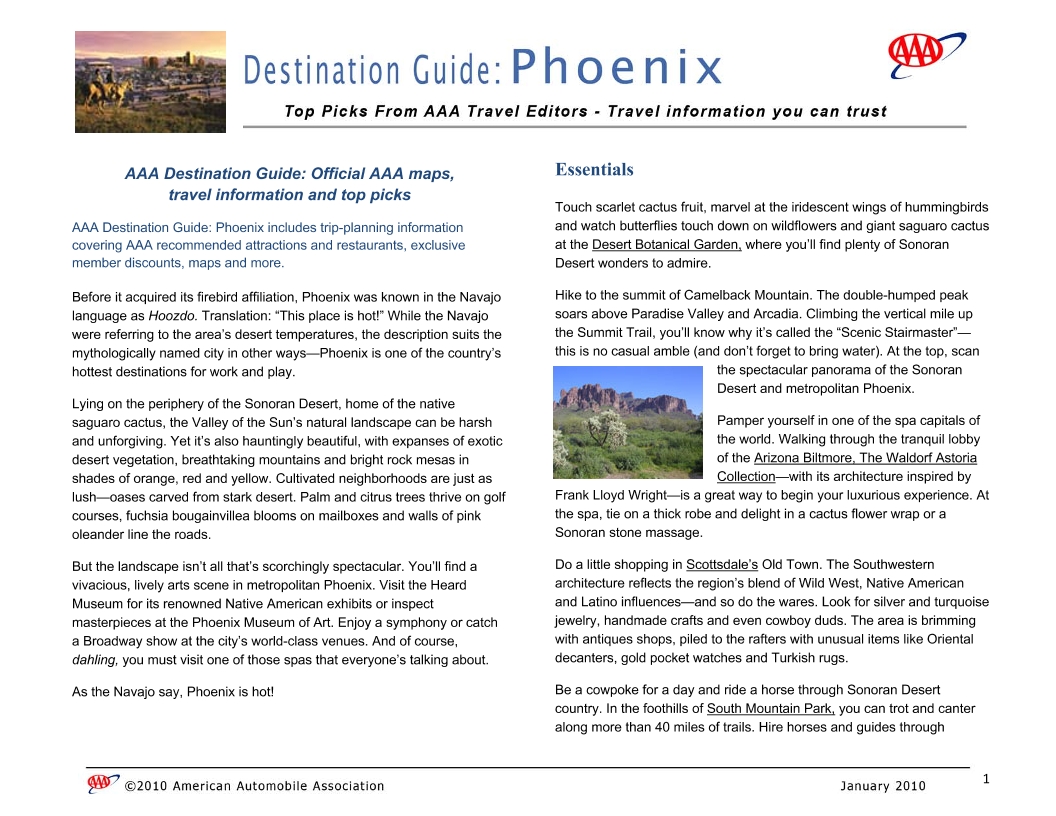 Destination Guide: Phoenix
AAA
Top Picks From AAA Travel Editors - Travel information you can trust
AAA Destination Guide: Official AAA maps,
travel information and top picks
AAA Destination Guide: Phoenix includes trip-planning information
covering AAA recommended attractions and restaurants, exclusive
member discounts, maps and more.
Before it acquired its firebird affiliation, Phoenix was known in the Navajo
language as Hoozdo. Translation: “This place is hot!” While the Navajo
were referring to the area’s desert temperatures, the description suits the
mythologically named city in other ways—Phoenix is one of the country’s
hottest destinations for work and play.
Lying on the periphery of the Sonoran Desert, home of the native
saguaro cactus, the Valley of the Sun’s natural landscape can be harsh
and unforgiving. Yet it’s also hauntingly beautiful, with expanses of exotic
desert vegetation, breathtaking mountains and bright rock mesas in
shades of orange, red and yellow. Cultivated neighborhoods are just as
lush—oases carved from stark desert. Palm and citrus trees thrive on golf
courses, fuchsia bougainvillea blooms on mailboxes and walls of pink
oleander line the roads.
But the landscape isn’t all that’s scorchingly spectacular. You’ll find a
vivacious, lively arts scene in metropolitan Phoenix. Visit the Heard
Museum for its renowned Native American exhibits or inspect
masterpieces at the Phoenix Museum of Art. Enjoy a symphony or catch
a Broadway show at the city’s world-class venues. And of course,
dahling, you must visit one of those spas that everyone’s talking about.
As the Navajo say, Phoenix is hot!
Essentials
Touch scarlet cactus fruit, marvel at the iridescent wings of hummingbirds
and watch butterflies touch down on wildflowers and giant saguaro cactus
at the Desert Botanical Garden, where you’ll find plenty of Sonoran
Desert wonders to admire.
Hike to the summit of Camelback Mountain. The double-humped peak
soars above Paradise Valley and Arcadia. Climbing the vertical mile up
the Summit Trail, you’ll know why it’s called the “Scenic Stairmaster”—
this is no casual amble (and don’t forget to bring water). At the top, scan
the spectacular panorama of the Sonoran
Desert and metropolitan Phoenix.
Pamper yourself in one of the spa capitals of
the world. Walking through the tranquil lobby
of the Arizona Biltmore, The Waldorf Astoria
Collection—with its architecture inspired by
Frank Lloyd Wright—is a great way to begin your luxurious experience. At
the spa, tie on a thick robe and delight in a cactus flower wrap or a
Sonoran stone massage.
Do a little shopping in Scottsdale’s Old Town. The Southwestern
architecture reflects the region’s blend of Wild West, Native American
and Latino influences—and so do the wares. Look for silver and turquoise
jewelry, handmade crafts and even cowboy duds. The area is brimming
with antiques shops, piled to the rafters with unusual items like Oriental
decanters, gold pocket watches and Turkish rugs.
Be a cowpoke for a day and ride a horse through Sonoran Desert
country. In the foothills of South Mountain Park, you can trot and canter
along more than 40 miles of trails. Hire horses and guides through
AAA ©2010 American Automobile Association
January 2010
1